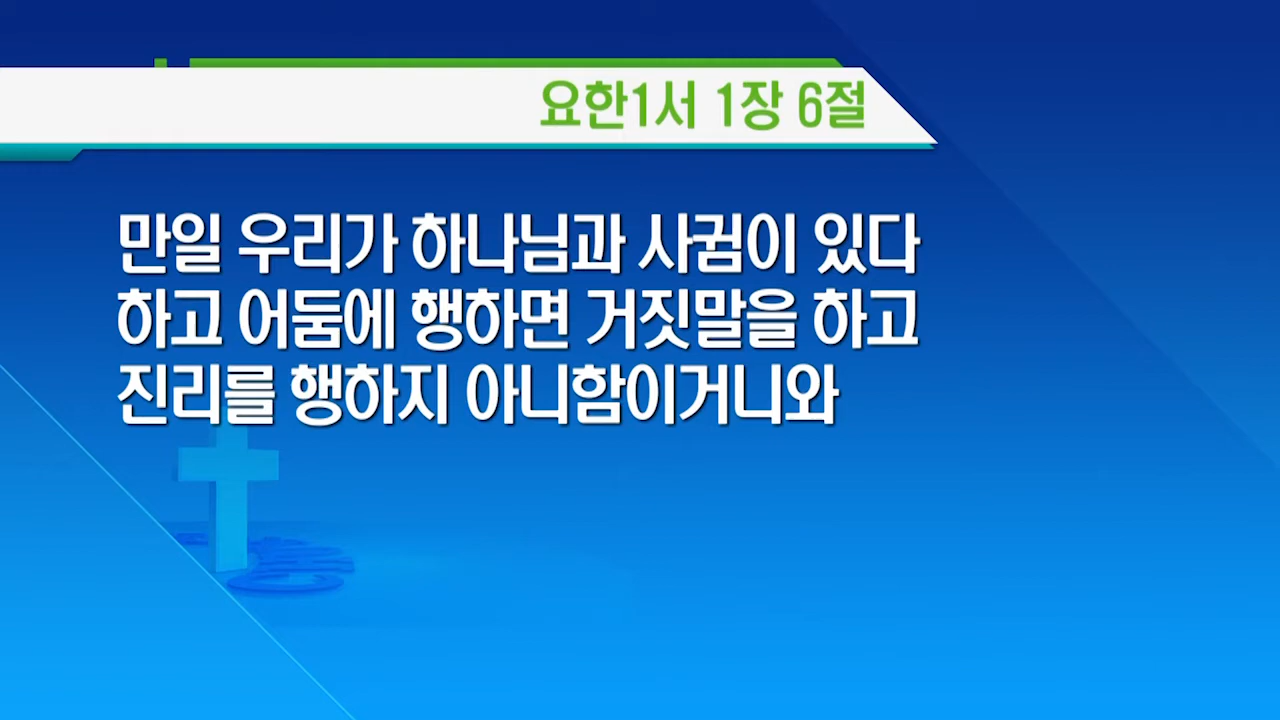 요한1서 1장 6절
만일 우리가 하나님과 사귐이 있다
하고 어둠에 행하면 거짓말을 하고
진리를 행하지 아니함이거니와